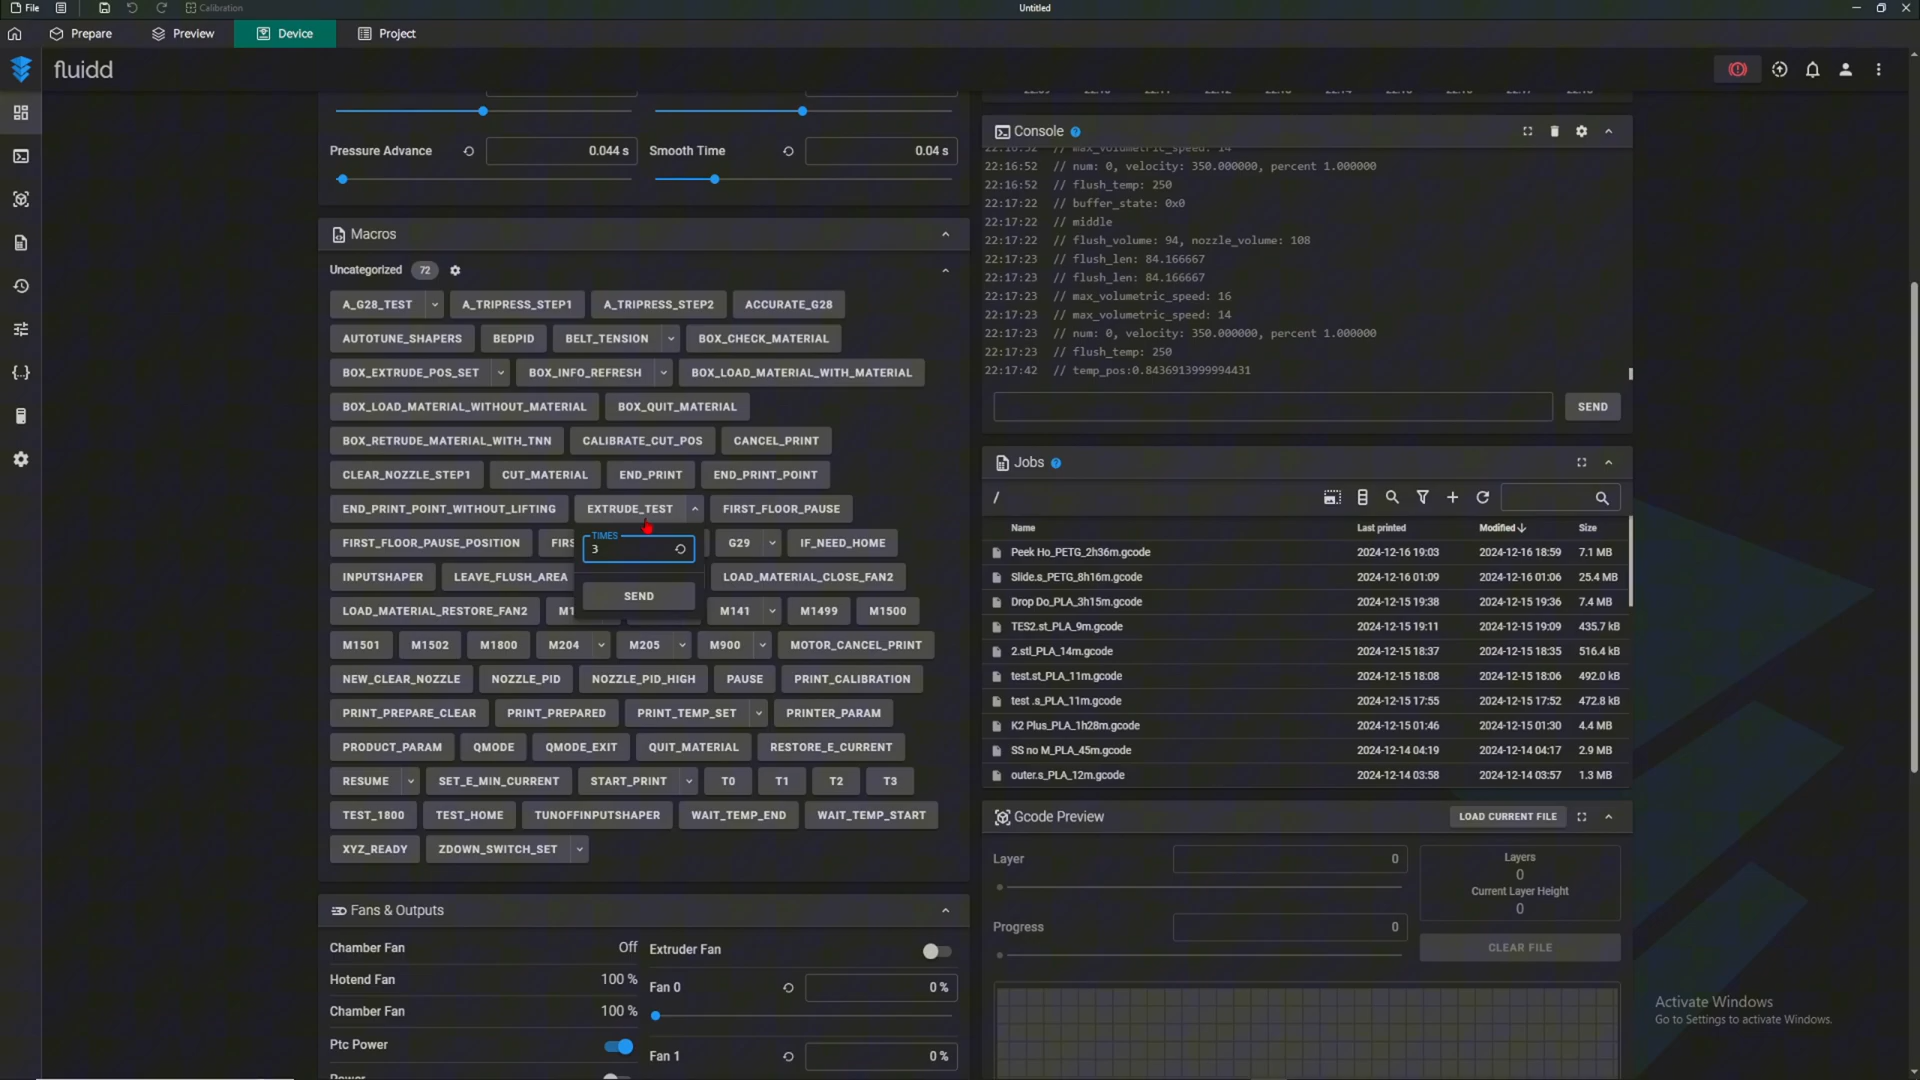 File
Calibration
Untitled
Prepare
Preview
Device
Project
fluidd
Pressure Advance
0.044 s
Smooth Time
0.04 s
Macros
Uncategorized
72
A_G28_TEST
A_TRIPRESS_STEP1
A_TRIPRESS_STEP2
ACCURATE_G28
AUTOTUNE_SHAPERS
BEDPID
BELT_TENSION
BOX_CHECK_MATERIAL
BOX_EXTRUDE_POS_SET
BOX_INFO_REFRESH
BOX_LOAD_MATERIAL_WITH_MATERIAL
BOX_LOAD_MATERIAL_WITHOUT_MATERIAL
BOX_QUIT_MATERIAL
BOX_RETRUDE_MATERIAL_WITH_TNN
CALIBRATE_CUT_POS
CANCEL_PRINT
CLEAR_NOZZLE_STEP1
CUT_MATERIAL
END_PRINT
END_PRINT_POINT
END_PRINT_POINT_WITHOUT_LIFTING
EXTRUDE_TEST
FIRST_FLOOR_PAUSE
FIRST_FLOOR_PAUSE_POSITION
FIRS
TIMES
3
SEND
G29
IF_NEED_HOME
INPUTSHAPER
LEAVE_FLUSH_AREA
LOAD_MATERIAL_CLOSE_FAN2
LOAD_MATERIAL_RESTORE_FAN2
M1
M141
M1499
M1500
M1501
M1502
M1800
M204
M205
M900
MOTOR_CANCEL_PRINT
NEW_CLEAR_NOZZLE
NOZZLE_PID
NOZZLE_PID_HIGH
PAUSE
PRINT_CALIBRATION
PRINT_PREPARE_CLEAR
PRINT_PREPARED
PRINT_TEMP_SET
PRINTER_PARAM
PRODUCT_PARAM
QMODE
QMODE_EXIT
QUIT_MATERIAL
RESTORE_E_CURRENT
RESUME
SET_E_MIN_CURRENT
START_PRINT
T0
T1
T2
T3
TEST_1800
TEST_HOME
TUNOFFINPUTSHAPER
WAIT_TEMP_END
WAIT_TEMP_START
XYZ_READY
ZDOWN_SWITCH_SET
Fans & Outputs
Chamber Fan
Off
Extruder Fan
Hotend Fan
100 %
Fan 0
0 %
Chamber Fan
100 %
Ptc Power
Fan 1
0 %
Console
22:16:52 // max_volumetric_speed: 14
22:16:52 // num: 0, velocity: 350.000000, percent 1.000000
22:16:52 // flush_temp: 250
22:17:22 // buffer_state: 0x0
22:17:22 // middle
22:17:22 // flush_volume: 94, nozzle_volume: 108
22:17:23 // flush_len: 84.166667
22:17:23 // flush_len: 84.166667
22:17:23 // max_volumetric_speed: 16
22:17:23 // max_volumetric_speed: 14
22:17:23 // num: 0, velocity: 350.000000, percent 1.000000
22:17:23 // flush_temp: 250
22:17:42 // temp_pos:0.8436913999994431
SEND
Jobs
/
Name Last printed Modified Size
Peek Ho_PETG_2h36m.gcode 2024-12-16 19:03 2024-12-16 18:59 7.1 MB
Slide.s_PETG_8h16m.gcode 2024-12-16 01:09 2024-12-16 01:06 25.4 MB
Drop Do_PLA_3h15m.gcode 2024-12-15 19:38 2024-12-15 19:36 7.4 MB
TES2.st_PLA_9m.gcode 2024-12-15 19:11 2024-12-15 19:09 435.7 kB
2.stl_PLA_14m.gcode 2024-12-15 18:37 2024-12-15 18:35 516.4 kB
test.st_PLA_11m.gcode 2024-12-15 18:08 2024-12-15 18:06 492.0 kB
test .s_PLA_11m.gcode 2024-12-15 17:55 2024-12-15 17:52 472.8 kB
K2 Plus_PLA_1h28m.gcode 2024-12-15 01:46 2024-12-15 01:30 4.4 MB
SS no M_PLA_45m.gcode 2024-12-14 04:19 2024-12-14 04:17 2.9 MB
outer.s_PLA_12m.gcode 2024-12-14 03:58 2024-12-14 03:57 1.3 MB
Gcode Preview
LOAD CURRENT FILE
Layer
0
Layers
0
Current Layer Height
0
Progress
0
CLEAR FILE
Activate Windows
Go to Settings to activate Windows.